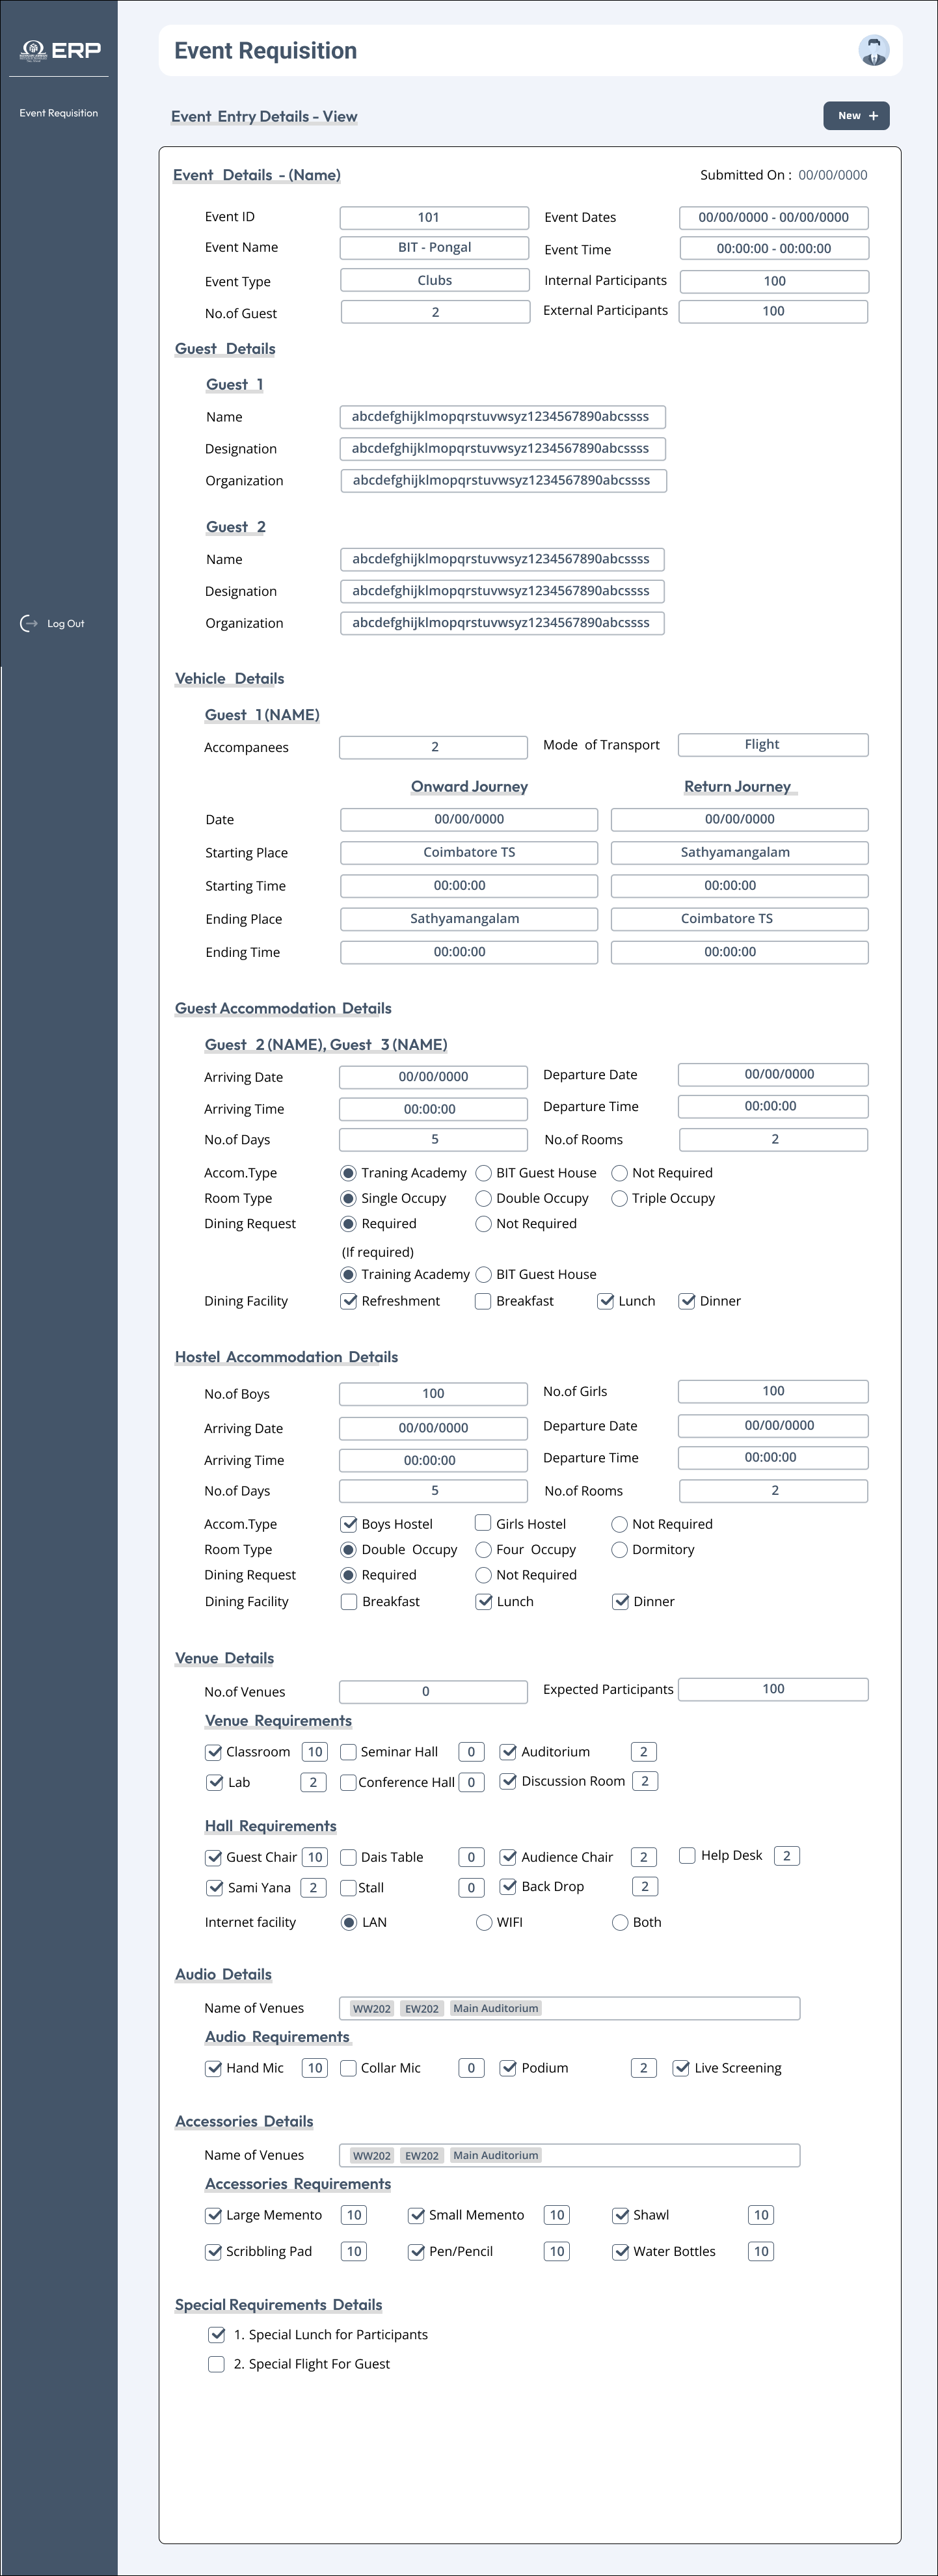 ERP
Event Requisition
Event Requisition
Event Entry Details - View
New +
Event Details - (Name)
Submitted On : 00/00/0000
Event ID 101 Event Dates 00/00/0000 - 00/00/0000
Event Name BIT - Pongal Event Time 00:00:00 - 00:00:00
Event Type Clubs Internal Participants 100
No.of Guest 2 External Participants 100
Guest Details
Guest 1
Name abcdefghijklmopqrstuvwsyz1234567890abcssss
Designation abcdefghijklmopqrstuvwsyz1234567890abcssss
Organization abcdefghijklmopqrstuvwsyz1234567890abcssss
Guest 2
Name abcdefghijklmopqrstuvwsyz1234567890abcssss
Designation abcdefghijklmopqrstuvwsyz1234567890abcssss
Organization abcdefghijklmopqrstuvwsyz1234567890abcssss
Log Out
Vehicle Details
Guest 1 (NAME)
Accompanees 2 Mode of Transport Flight
Onward Journey Return Journey
Date 00/00/0000 00/00/0000
Starting Place Coimbatore TS Sathyamangalam
Starting Time 00:00:00 00:00:00
Ending Place Sathyamangalam Coimbatore TS
Ending Time 00:00:00 00:00:00
Guest Accommodation Details
Guest 2 (NAME), Guest 3 (NAME)
Arriving Date 00/00/0000 Departure Date 00/00/0000
Arriving Time 00:00:00 Departure Time 00:00:00
No.of Days 5 No.of Rooms 2
Accom.Type Traning Academy BIT Guest House Not Required
Room Type Single Occupy Double Occupy Triple Occupy
Dining Request Required Not Required
(If required)
Training Academy BIT Guest House
Dining Facility Refreshment Breakfast Lunch Dinner
Hostel Accommodation Details
No.of Boys 100 No.of Girls 100
Arriving Date 00/00/0000 Departure Date 00/00/0000
Arriving Time 00:00:00 Departure Time 00:00:00
No.of Days 5 No.of Rooms 2
Accom.Type Boys Hostel Girls Hostel Not Required
Room Type Double Occupy Four Occupy Dormitory
Dining Request Required Not Required
Dining Facility Breakfast Lunch Dinner
Venue Details
No.of Venues 0 Expected Participants 100
Venue Requirements
Classroom 10 Seminar Hall 0 Auditorium 2
Lab 2 Conference Hall 0 Discussion Room 2
Hall Requirements
Guest Chair 10 Dais Table 0 Audience Chair 2 Help Desk 2
Sami Yana 2 Stall 0 Back Drop 2
Internet facility LAN WIFI Both
Audio Details
Name of Venues WW202 EW202 Main Auditorium
Audio Requirements
Hand Mic 10 Collar Mic 0 Podium 2 Live Screening
Accessories Details
Name of Venues WW202 EW202 Main Auditorium
Accessories Requirements
Large Memento 10 Small Memento 10 Shawl 10
Scribbling Pad 10 Pen/Pencil 10 Water Bottles 10
Special Requirements Details
1. Special Lunch for Participants
2. Special Flight For Guest